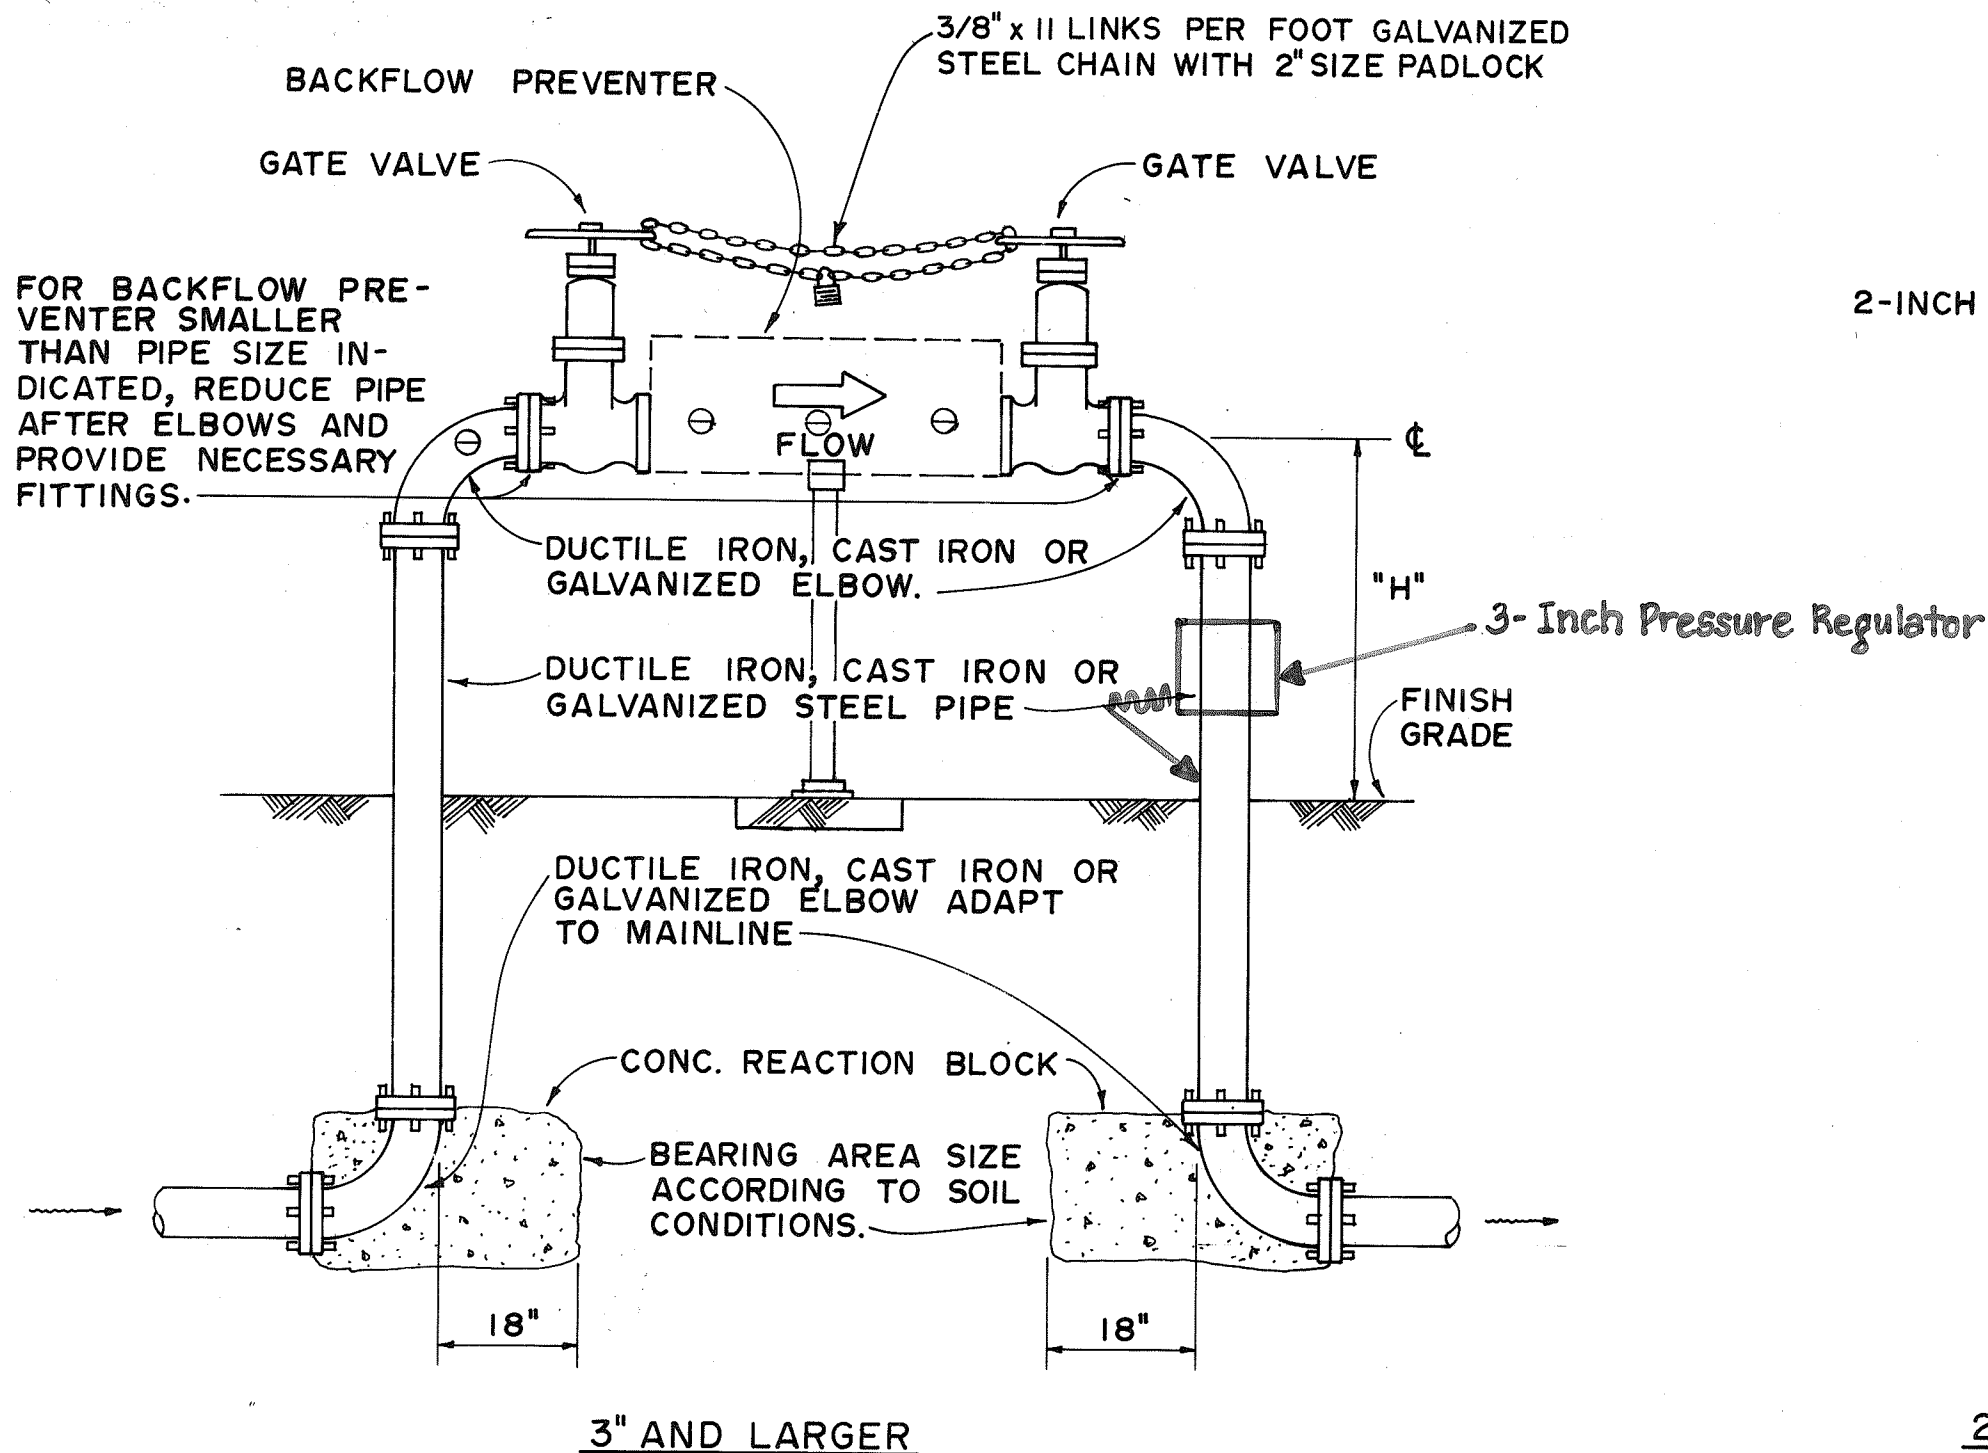 3/8" x 11 LINKS PER FOOT GALVANIZED
STEEL CHAIN WITH 2" SIZE PADLOCK
BACKFLOW PREVENTER
GATE VALVE
GATE VALVE
FOR BACKFLOW PRE-
VENTER SMALLER
THAN PIPE SIZE IN-
DICATED, REDUCE PIPE
AFTER ELBOWS AND
PROVIDE NECESSARY
FITTINGS.
2-INCH
FLOW
℄
DUCTILE IRON, CAST IRON OR
GALVANIZED ELBOW.
"H"
3-Inch Pressure Regulator
DUCTILE IRON, CAST IRON OR
GALVANIZED STEEL PIPE
FINISH
GRADE
DUCTILE IRON, CAST IRON OR
GALVANIZED ELBOW ADAPT
TO MAINLINE
CONC. REACTION BLOCK
BEARING AREA SIZE
ACCORDING TO SOIL
CONDITIONS.
18"
18"
3" AND LARGER
2